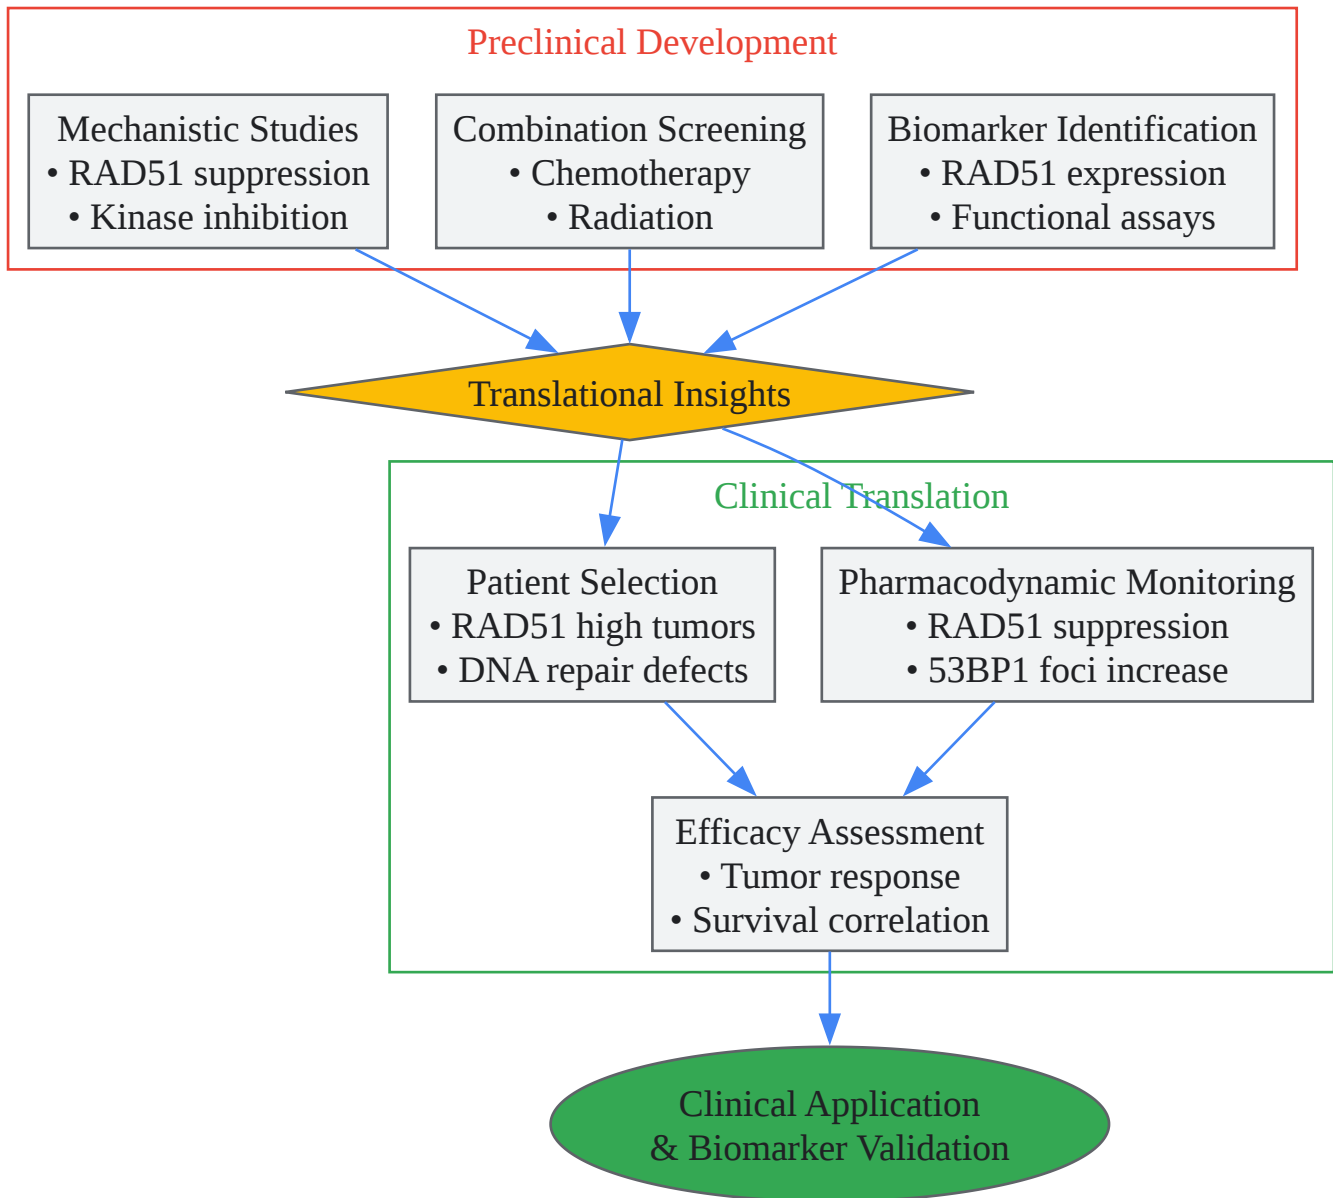 Preclinical Development
Mechanistic Studies
• RAD51 suppression
• Kinase inhibition
Combination Screening
• Chemotherapy
• Radiation
Biomarker Identification
• RAD51 expression
• Functional assays
Translational Insights
Clinical Translation
Patient Selection
• RAD51 high tumors
• DNA repair defects
Pharmacodynamic Monitoring
• RAD51 suppression
• 53BP1 foci increase
Efficacy Assessment
• Tumor response
• Survival correlation
Clinical Application
& Biomarker Validation